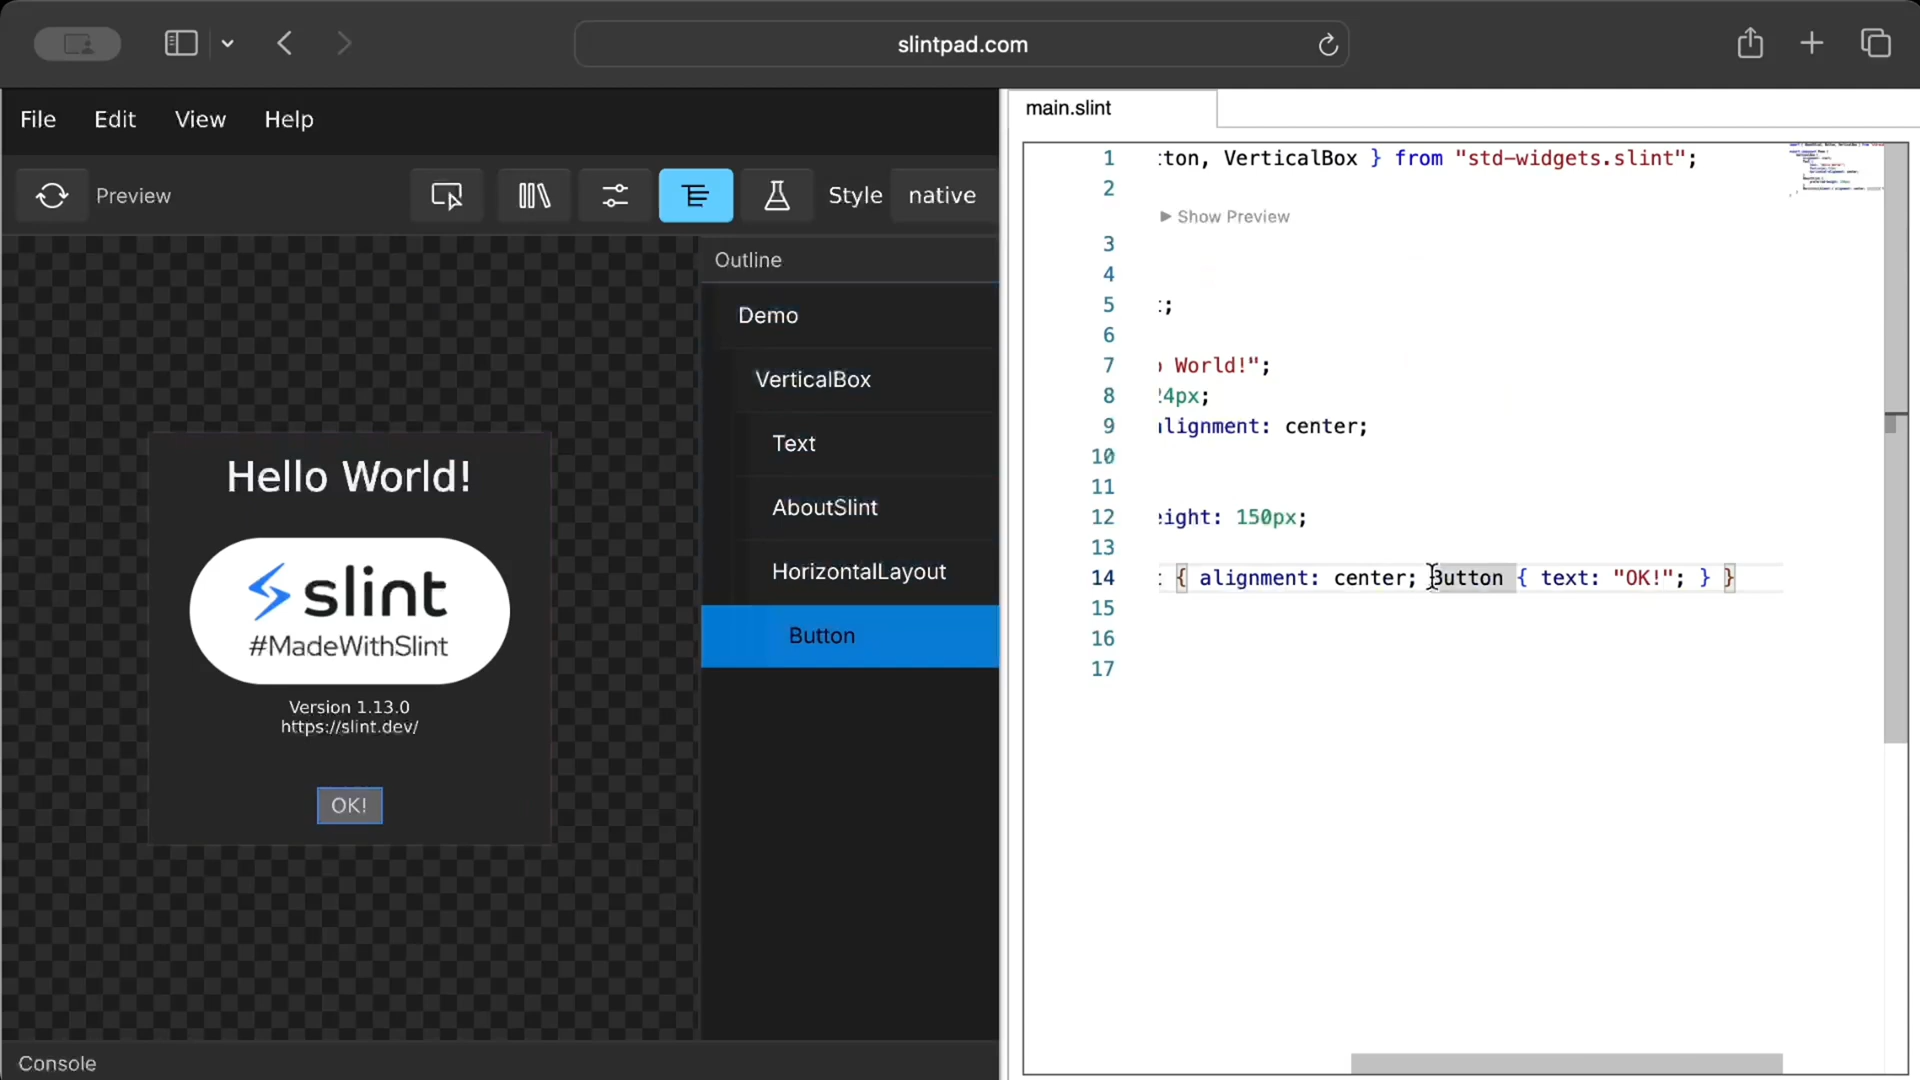 slintpad.com
File Edit View Help
Preview
Style native
Outline
Demo
VerticalBox
Text
AboutSlint
HorizontalLayout
Button
Hello World!
slint
#MadeWithSlint
Version 1.13.0
https://slint.dev/
OK!
Console
main.slint
1 ton, VerticalBox } from "std-widgets.slint";
2
Show Preview
3
4
5 ;
6
7 World!";
8 24px;
9 alignment: center;
10
11
12 eight: 150px;
13
14 { alignment: center; Button { text: "OK!"; } }
15
16
17